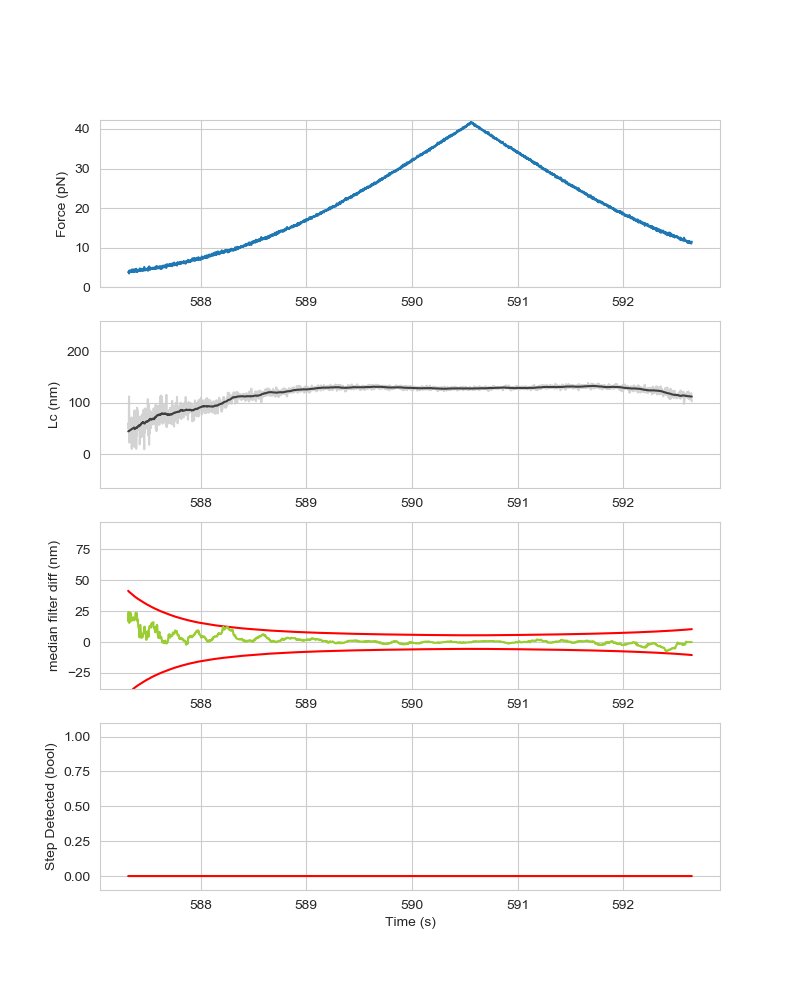 40
30
20
10
0
Force (pN)
588 589 590 591 592
200
100
0
Lc (nm)
588 589 590 591 592
75
50
25
0
−25
median filter diff (nm)
588 589 590 591 592
1.00
0.75
0.50
0.25
0.00
Step Detected (bool)
588 589 590 591 592
Time (s)